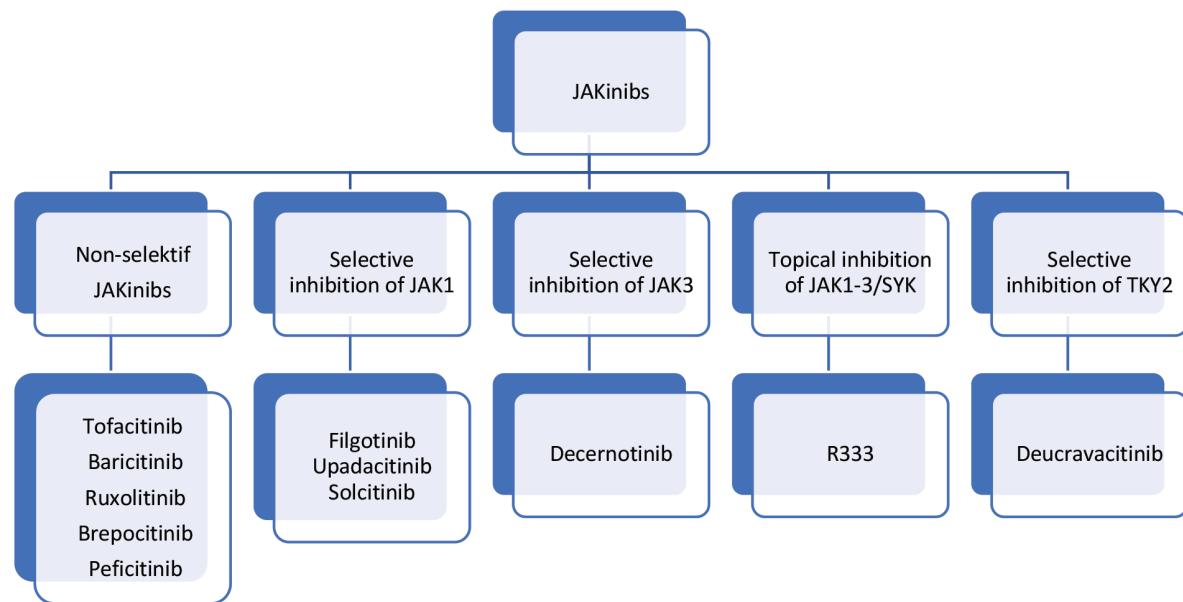 JAKinibs
Non-selektif
JAKinibs
Selective
inhibition of JAK1
Selective
inhibition of JAK3
Topical inhibition
of JAK1-3/SYK
Selective
inhibition of TKY2
Tofacitinib
Baricitinib
Ruxolitinib
Brepocitinib
Peficitinib
Filgotinib
Upadacitinib
Solcitinib
Decernotinib
R333
Deucravacitinib